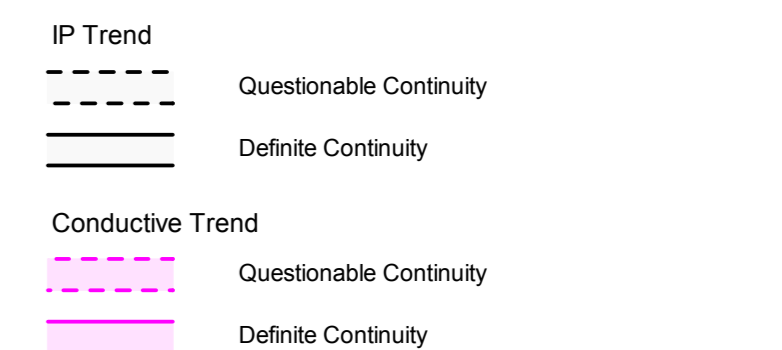 IP Trend
Questionable Continuity
Definite Continuity
Conductive Trend
Questionable Continuity
Definite Continuity